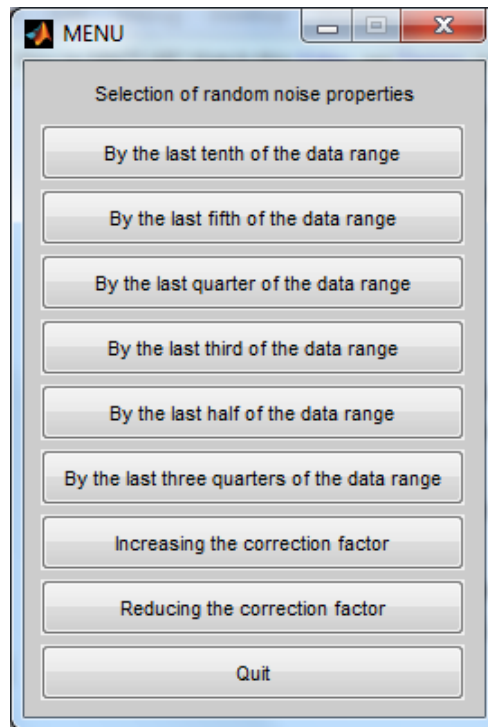 MENU
Selection of random noise properties
By the last tenth of the data range
By the last fifth of the data range
By the last quarter of the data range
By the last third of the data range
By the last half of the data range
By the last three quarters of the data range
Increasing the correction factor
Reducing the correction factor
Quit